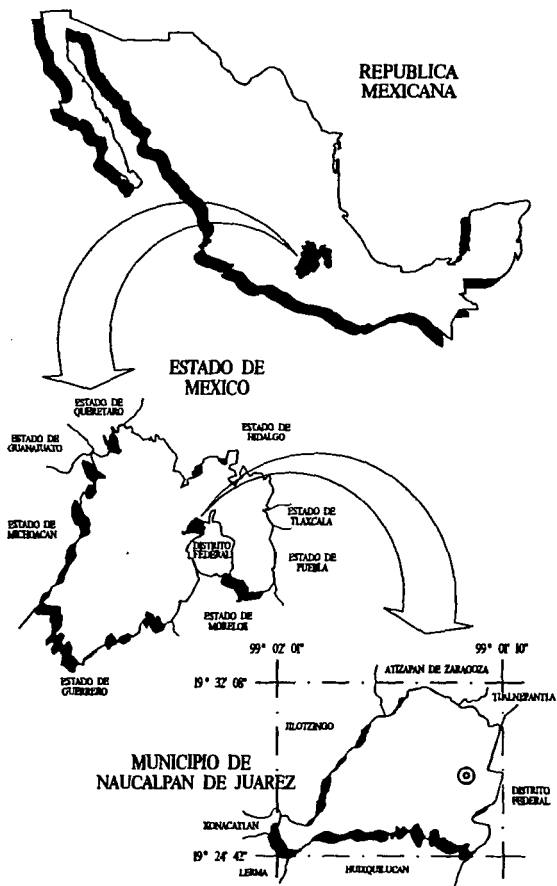 REPUBLICA
MEXICANA
ESTADO DE
MEXICO
ESTADO DE
QUERETARO
ESTADO DE
GUANAJUATO
ESTADO DE
HIDALGO
ESTADO DE
MICHOACAN
ESTADO DE
TLAXCALA
DISTRITO
FEDERAL
ESTADO DE
PUEBLA
ESTADO DE
MORELOS
ESTADO DE
GUERRERO
99° 02' 01"
99° 01' 10"
ATIZAPAN DE ZARAGOZA
19° 32' 08"
TLALNEPANTLA
JILOTZINGO
MUNICIPIO DE
NAUCALPAN DE JUAREZ
DISTRITO
FEDERAL
XONACATLAN
19° 24' 42"
LERMA
HUIXQUILUCAN